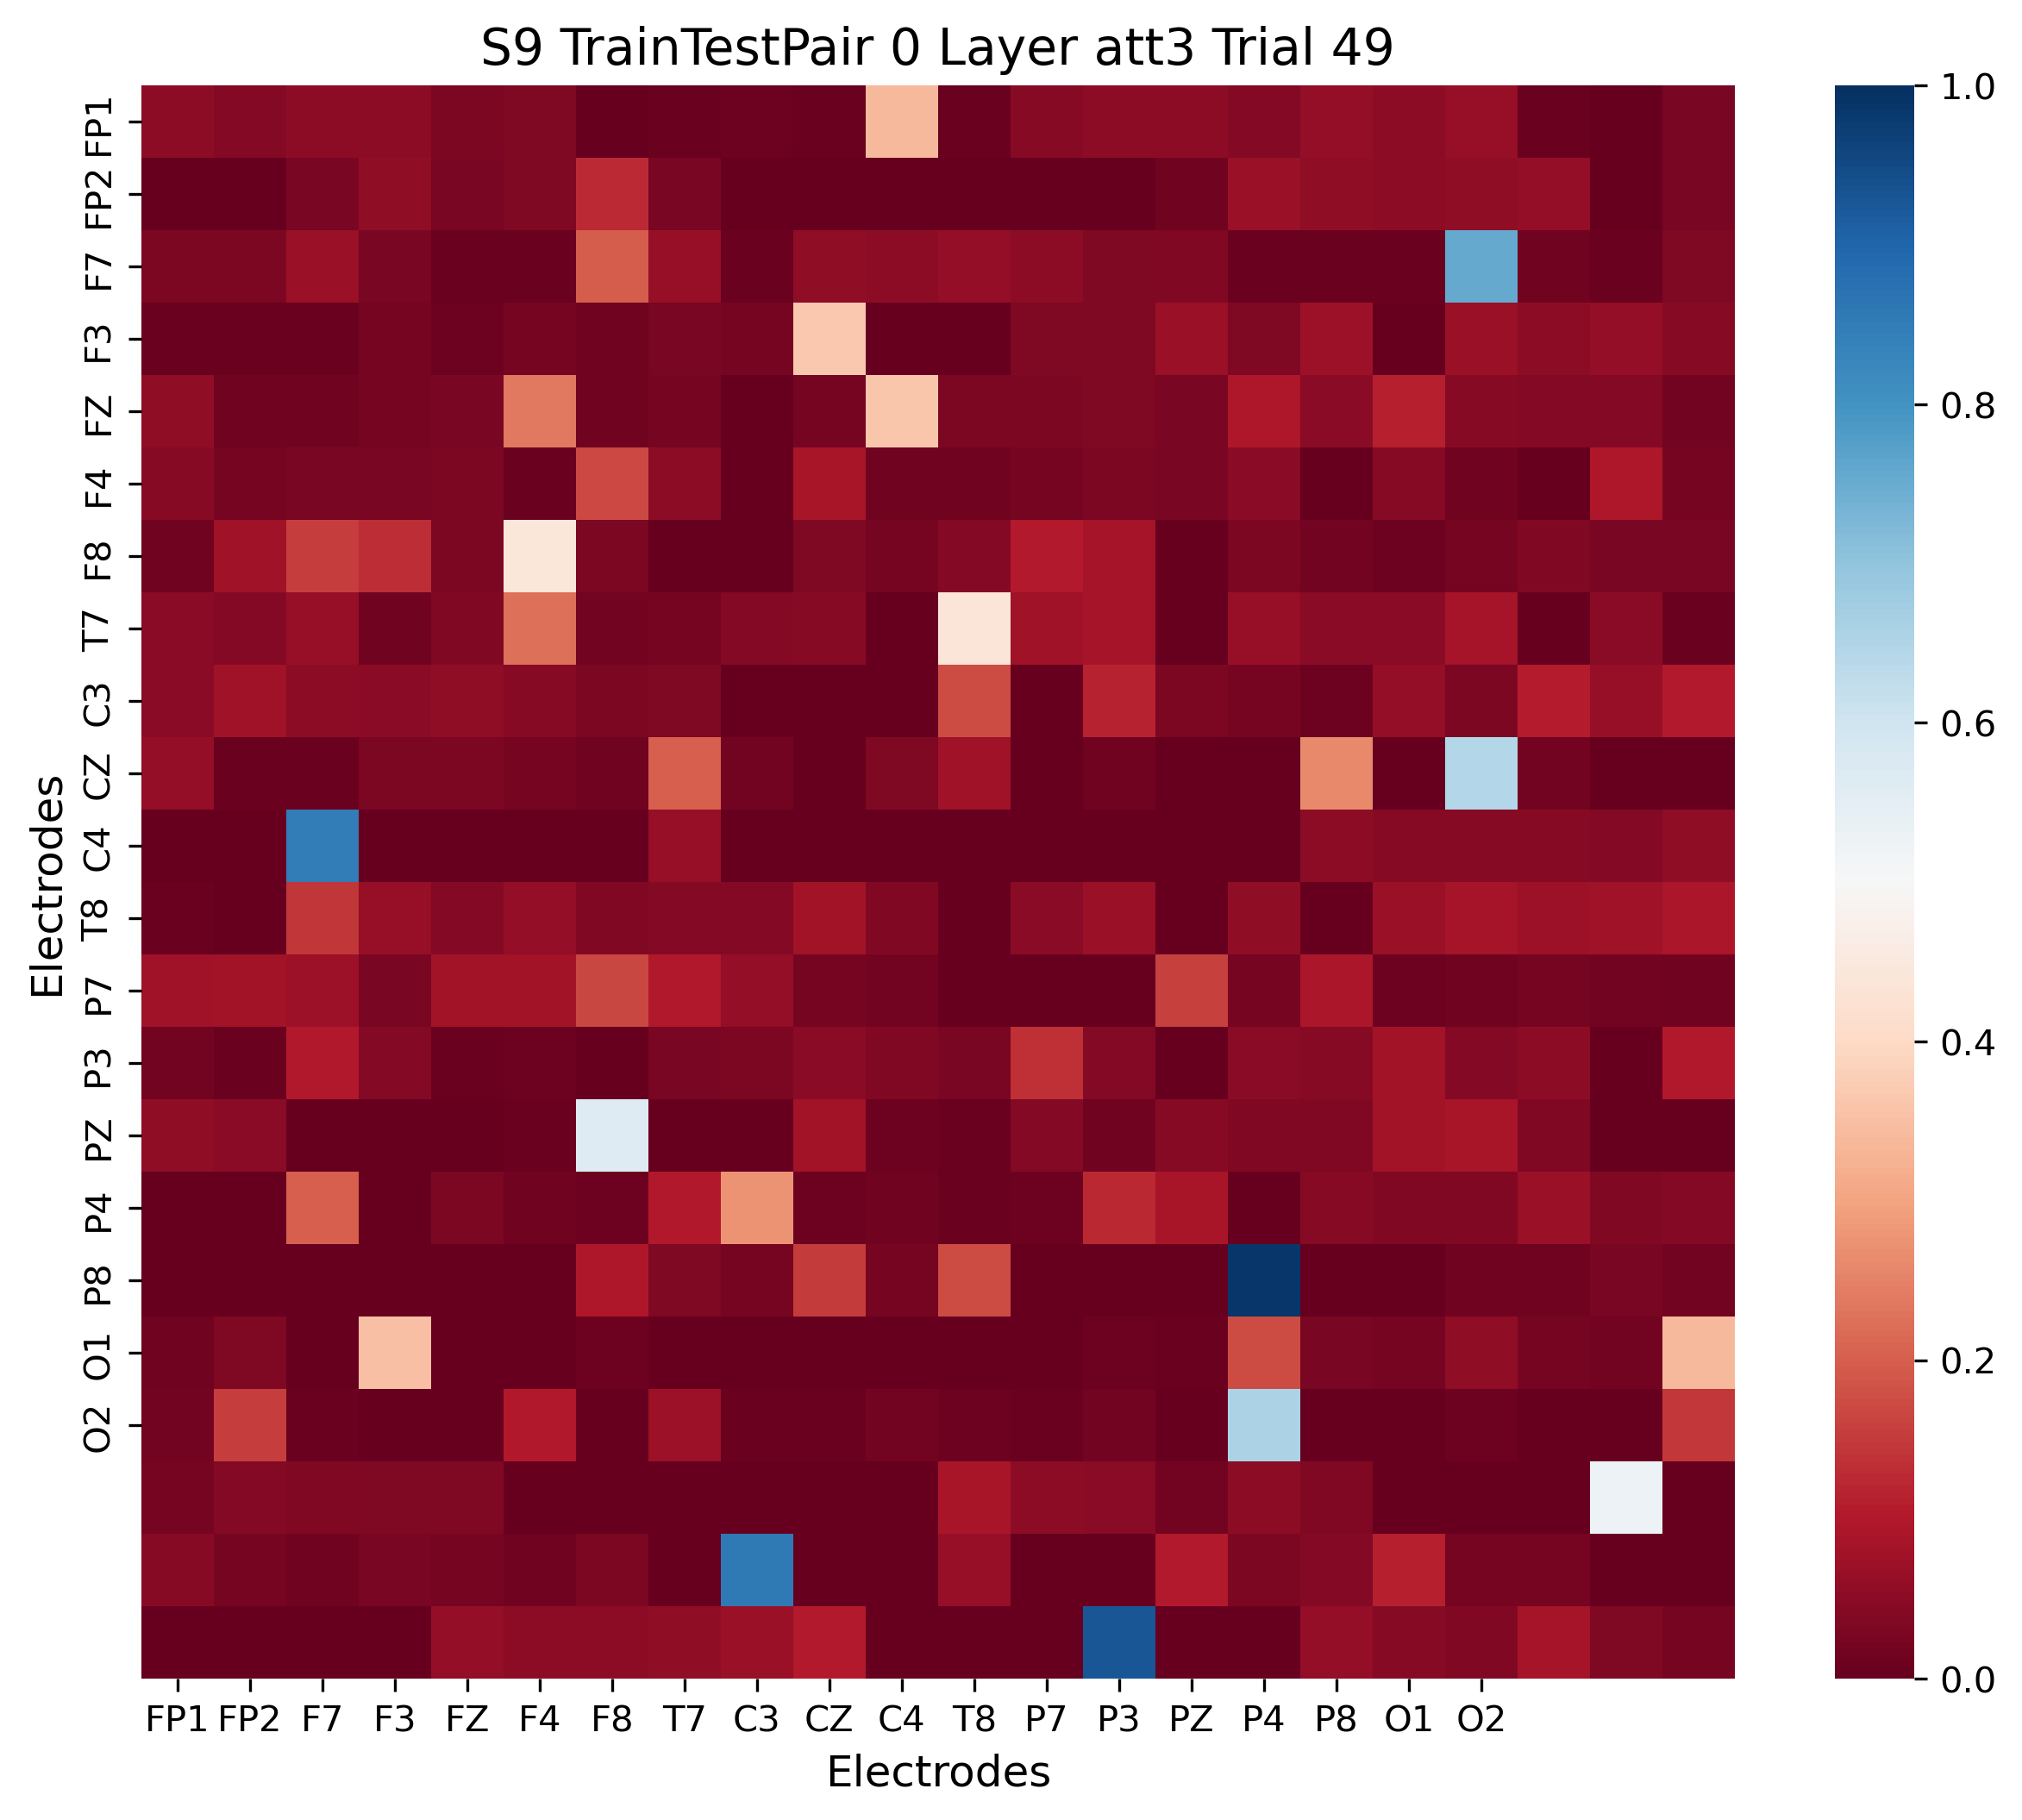 S9 TrainTestPair 0 Layer att3 Trial 49
Electrodes
FP1
FP2
F7
F3
FZ
F4
F8
T7
C3
CZ
C4
T8
P7
P3
PZ
P4
P8
O1
O2
FP1 FP2 F7 F3 FZ F4 F8 T7 C3 CZ C4 T8 P7 P3 PZ P4 P8 O1 O2
Electrodes
1.0
0.8
0.6
0.4
0.2
0.0